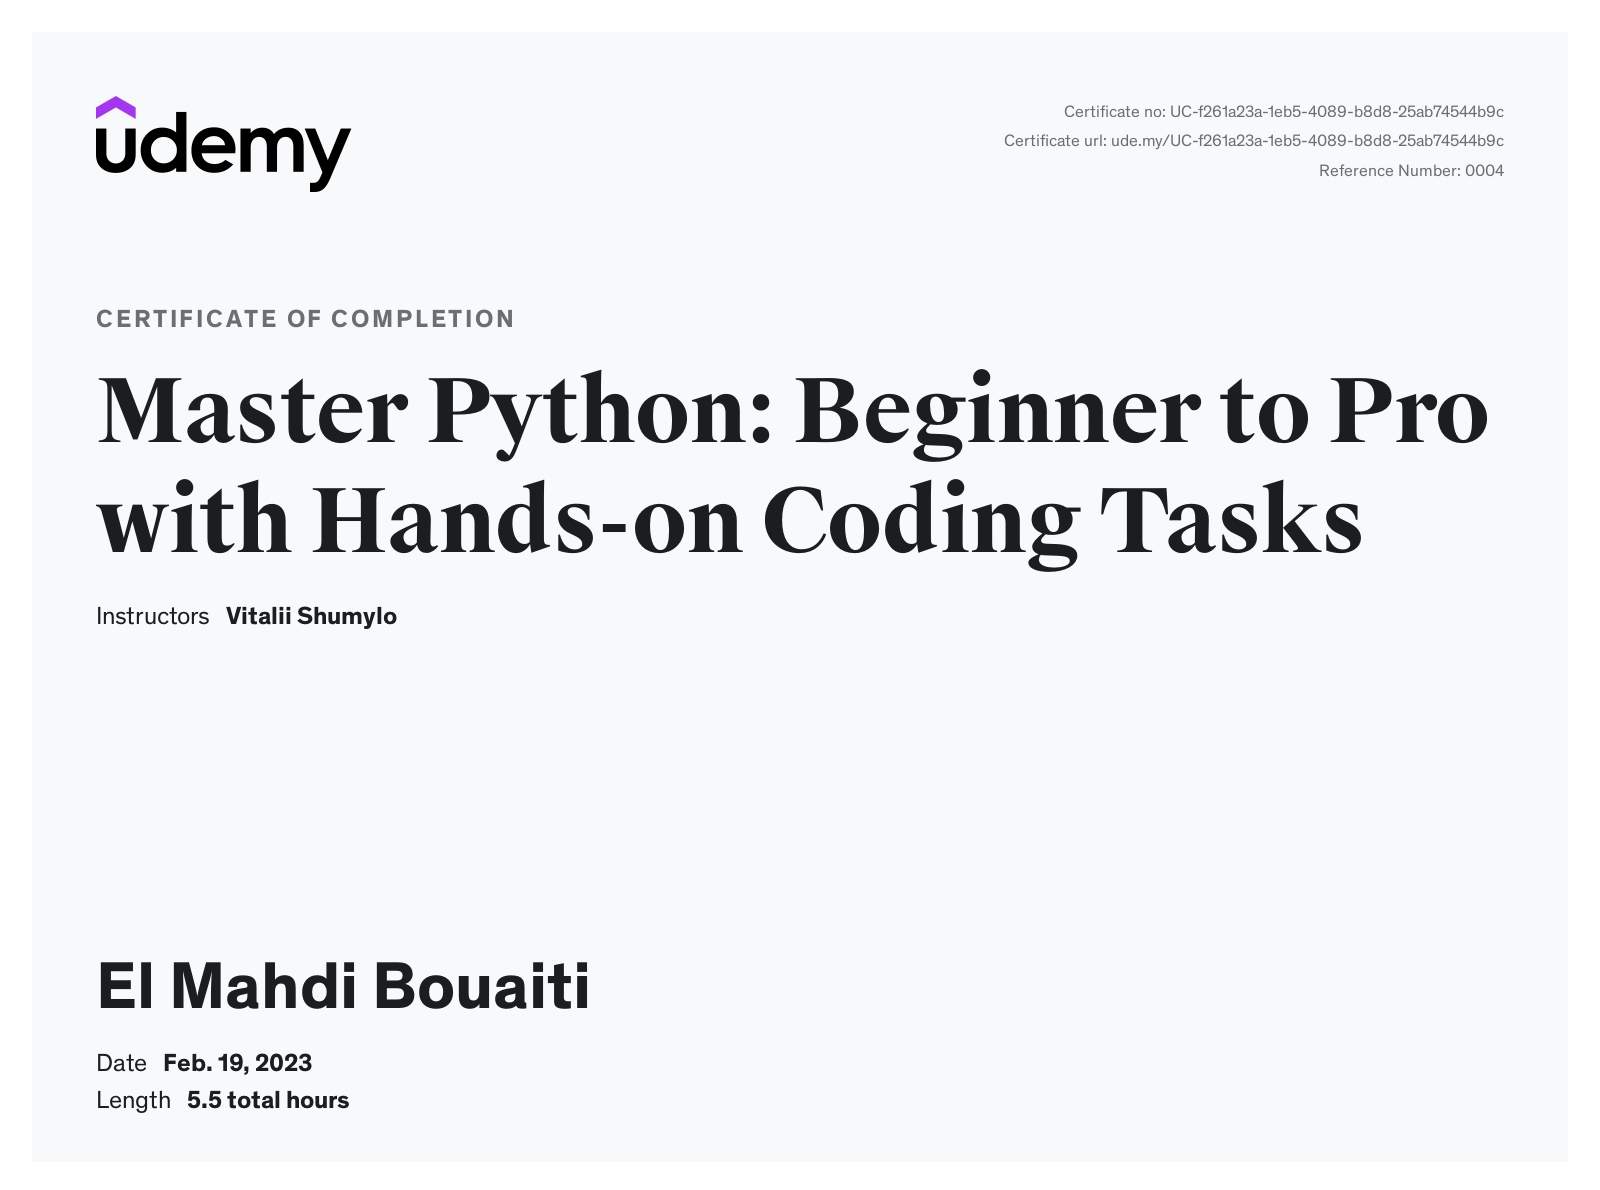 udemy
Certificate no: UC-f261a23a-1eb5-4089-b8d8-25ab74544b9c
Certificate url: ude.my/UC-f261a23a-1eb5-4089-b8d8-25ab74544b9c
Reference Number: 0004
CERTIFICATE OF COMPLETION
Master Python: Beginner to Pro
with Hands-on Coding Tasks
Instructors Vitalii Shumylo
El Mahdi Bouaiti
Date Feb. 19, 2023
Length 5.5 total hours